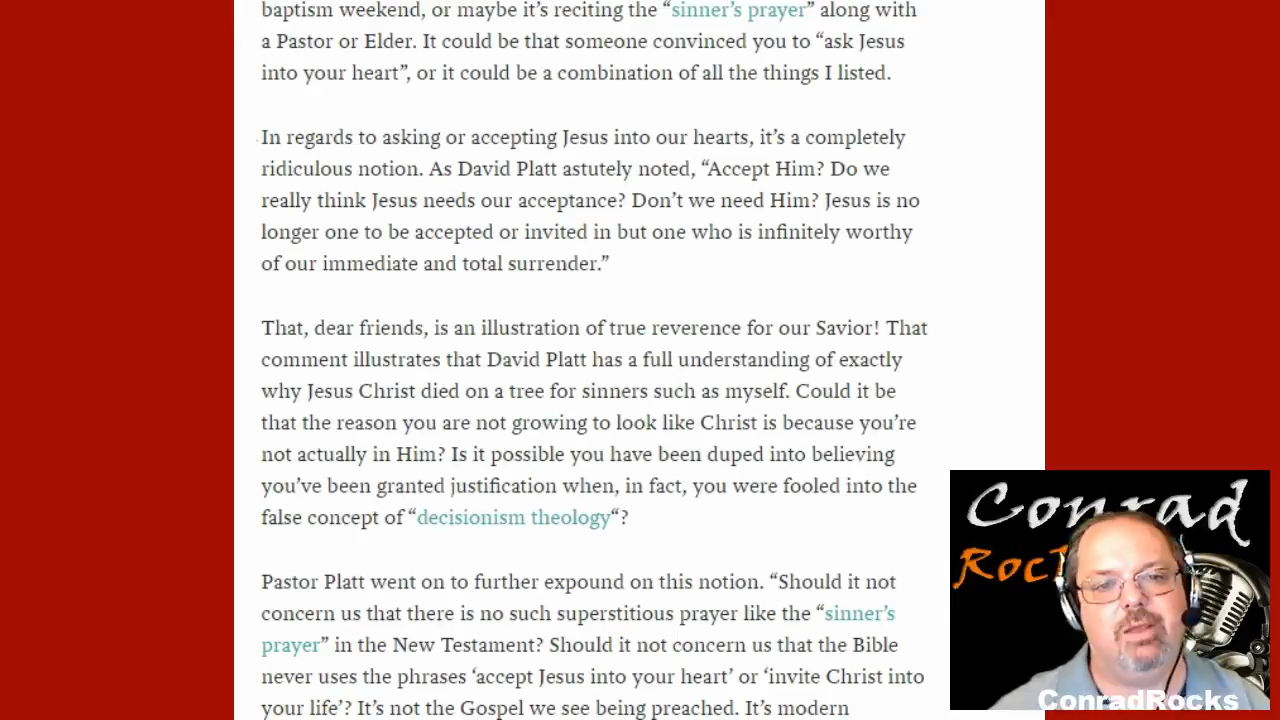 baptism weekend, or maybe it’s reciting the “sinner’s prayer” along with
a Pastor or Elder. It could be that someone convinced you to “ask Jesus
into your heart”, or it could be a combination of all the things I listed.
In regards to asking or accepting Jesus into our hearts, it’s a completely
ridiculous notion. As David Platt astutely noted, “Accept Him? Do we
really think Jesus needs our acceptance? Don’t we need Him? Jesus is no
longer one to be accepted or invited in but one who is infinitely worthy
of our immediate and total surrender.”
That, dear friends, is an illustration of true reverence for our Savior! That
comment illustrates that David Platt has a full understanding of exactly
why Jesus Christ died on a tree for sinners such as myself. Could it be
that the reason you are not growing to look like Christ is because you’re
not actually in Him? Is it possible you have been duped into believing
you’ve been granted justification when, in fact, you were fooled into the
false concept of “decisionism theology“?
Pastor Platt went on to further expound on this notion. “Should it not
concern us that there is no such superstitious prayer like the “sinner’s
prayer” in the New Testament? Should it not concern us that the Bible
never uses the phrases ‘accept Jesus into your heart’ or ‘invite Christ into
your life’? It’s not the Gospel we see being preached. It’s modern
Conrad
ConradRocks